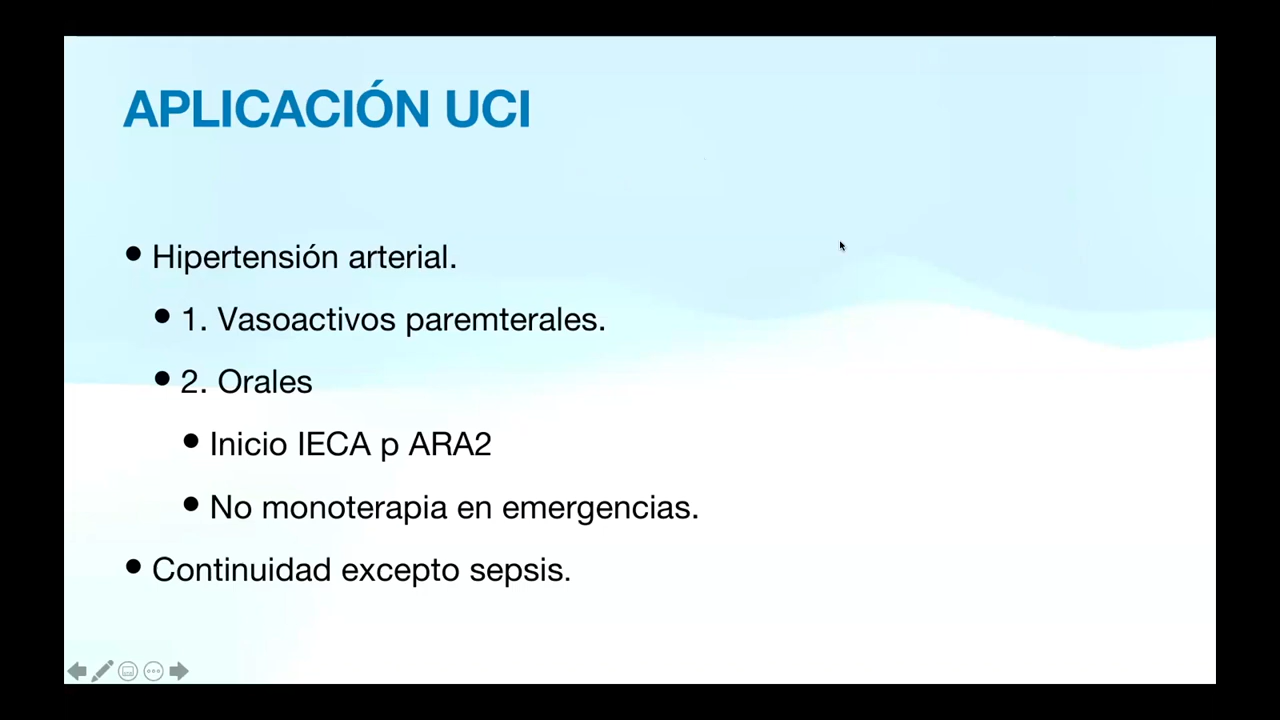 APLICACIÓN UCI
• Hipertensión arterial.
• 1. Vasoactivos paremterales.
• 2. Orales
• Inicio IECA p ARA2
• No monoterapia en emergencias.
• Continuidad excepto sepsis.